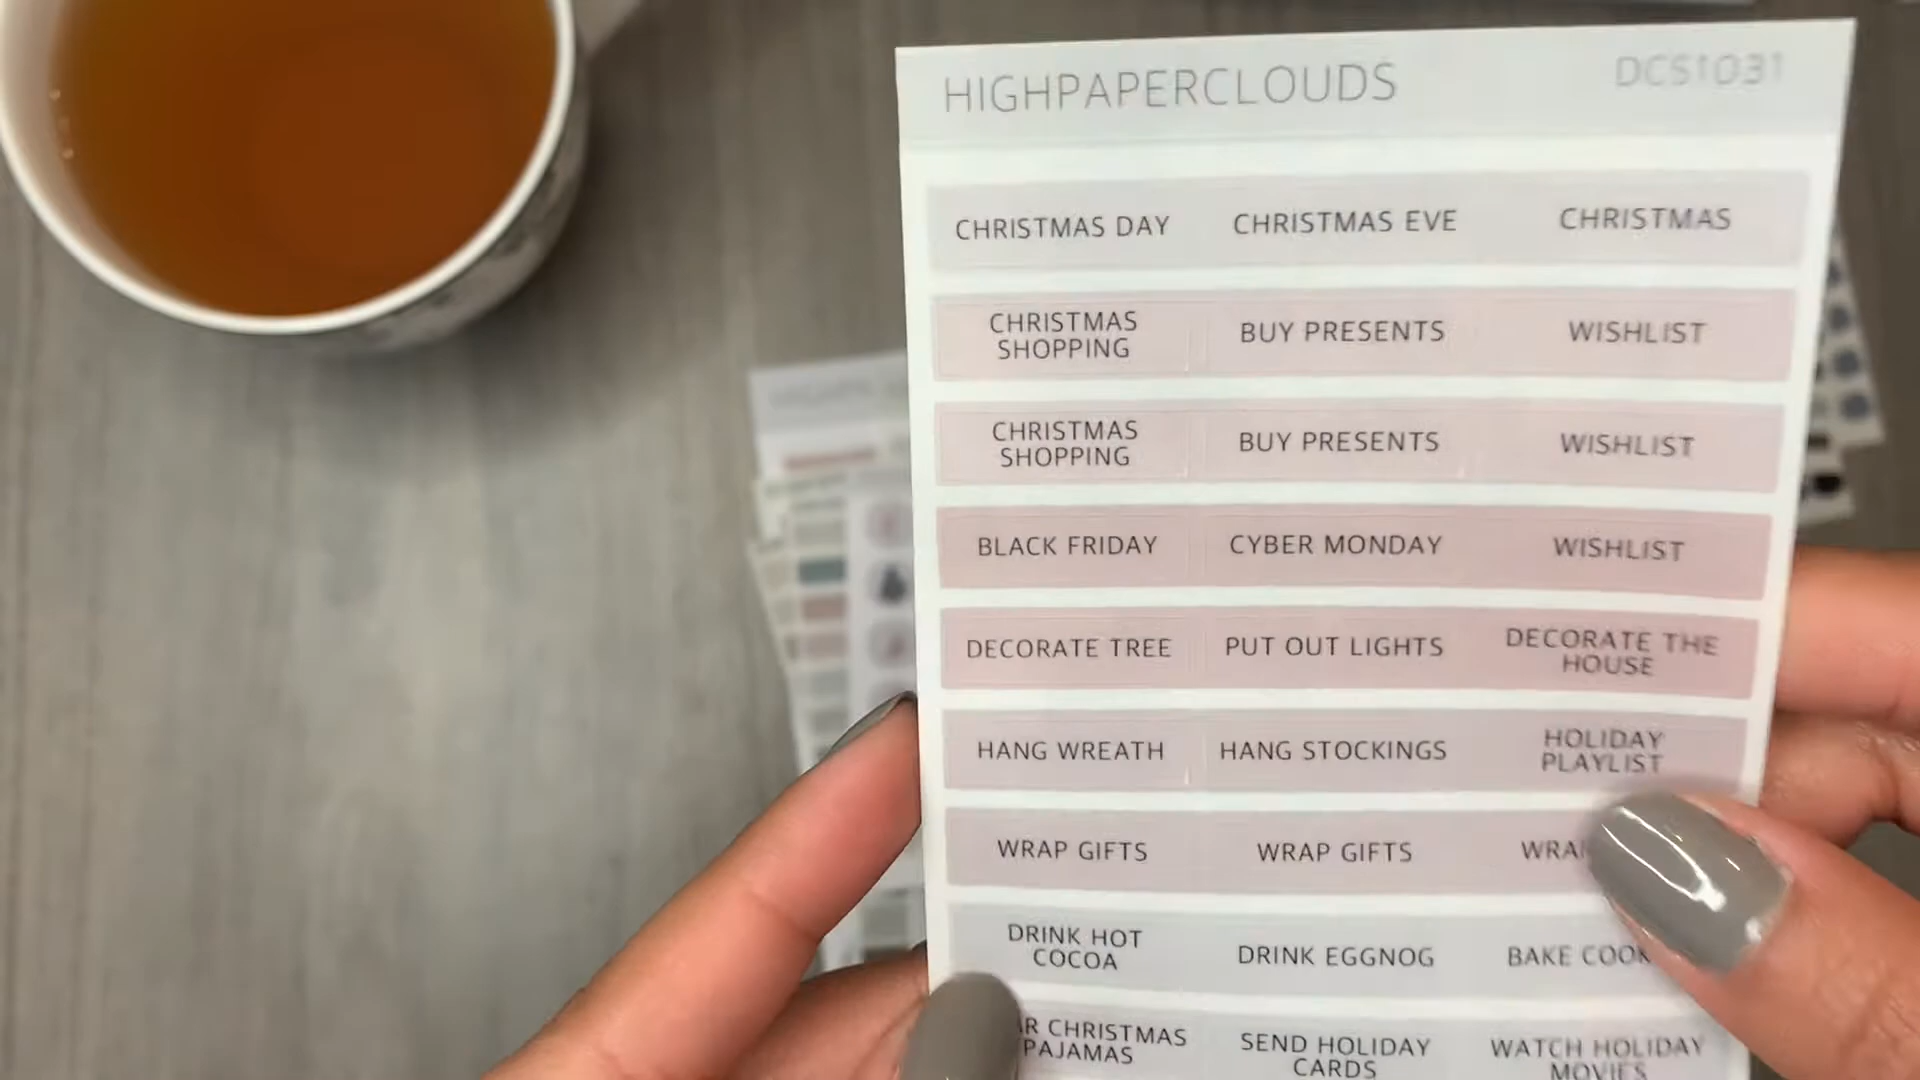 HIGHPAPERCLOUDS DCS1031
CHRISTMAS DAY CHRISTMAS EVE CHRISTMAS
CHRISTMAS SHOPPING BUY PRESENTS WISHLIST
CHRISTMAS SHOPPING BUY PRESENTS WISHLIST
BLACK FRIDAY CYBER MONDAY WISHLIST
DECORATE TREE PUT OUT LIGHTS DECORATE THE HOUSE
HANG WREATH HANG STOCKINGS HOLIDAY PLAYLIST
WRAP GIFTS WRAP GIFTS
DRINK HOT COCOA DRINK EGGNOG BAKE
CHRISTMAS PAJAMAS SEND HOLIDAY CARDS WATCH HOLIDAY MOVIES